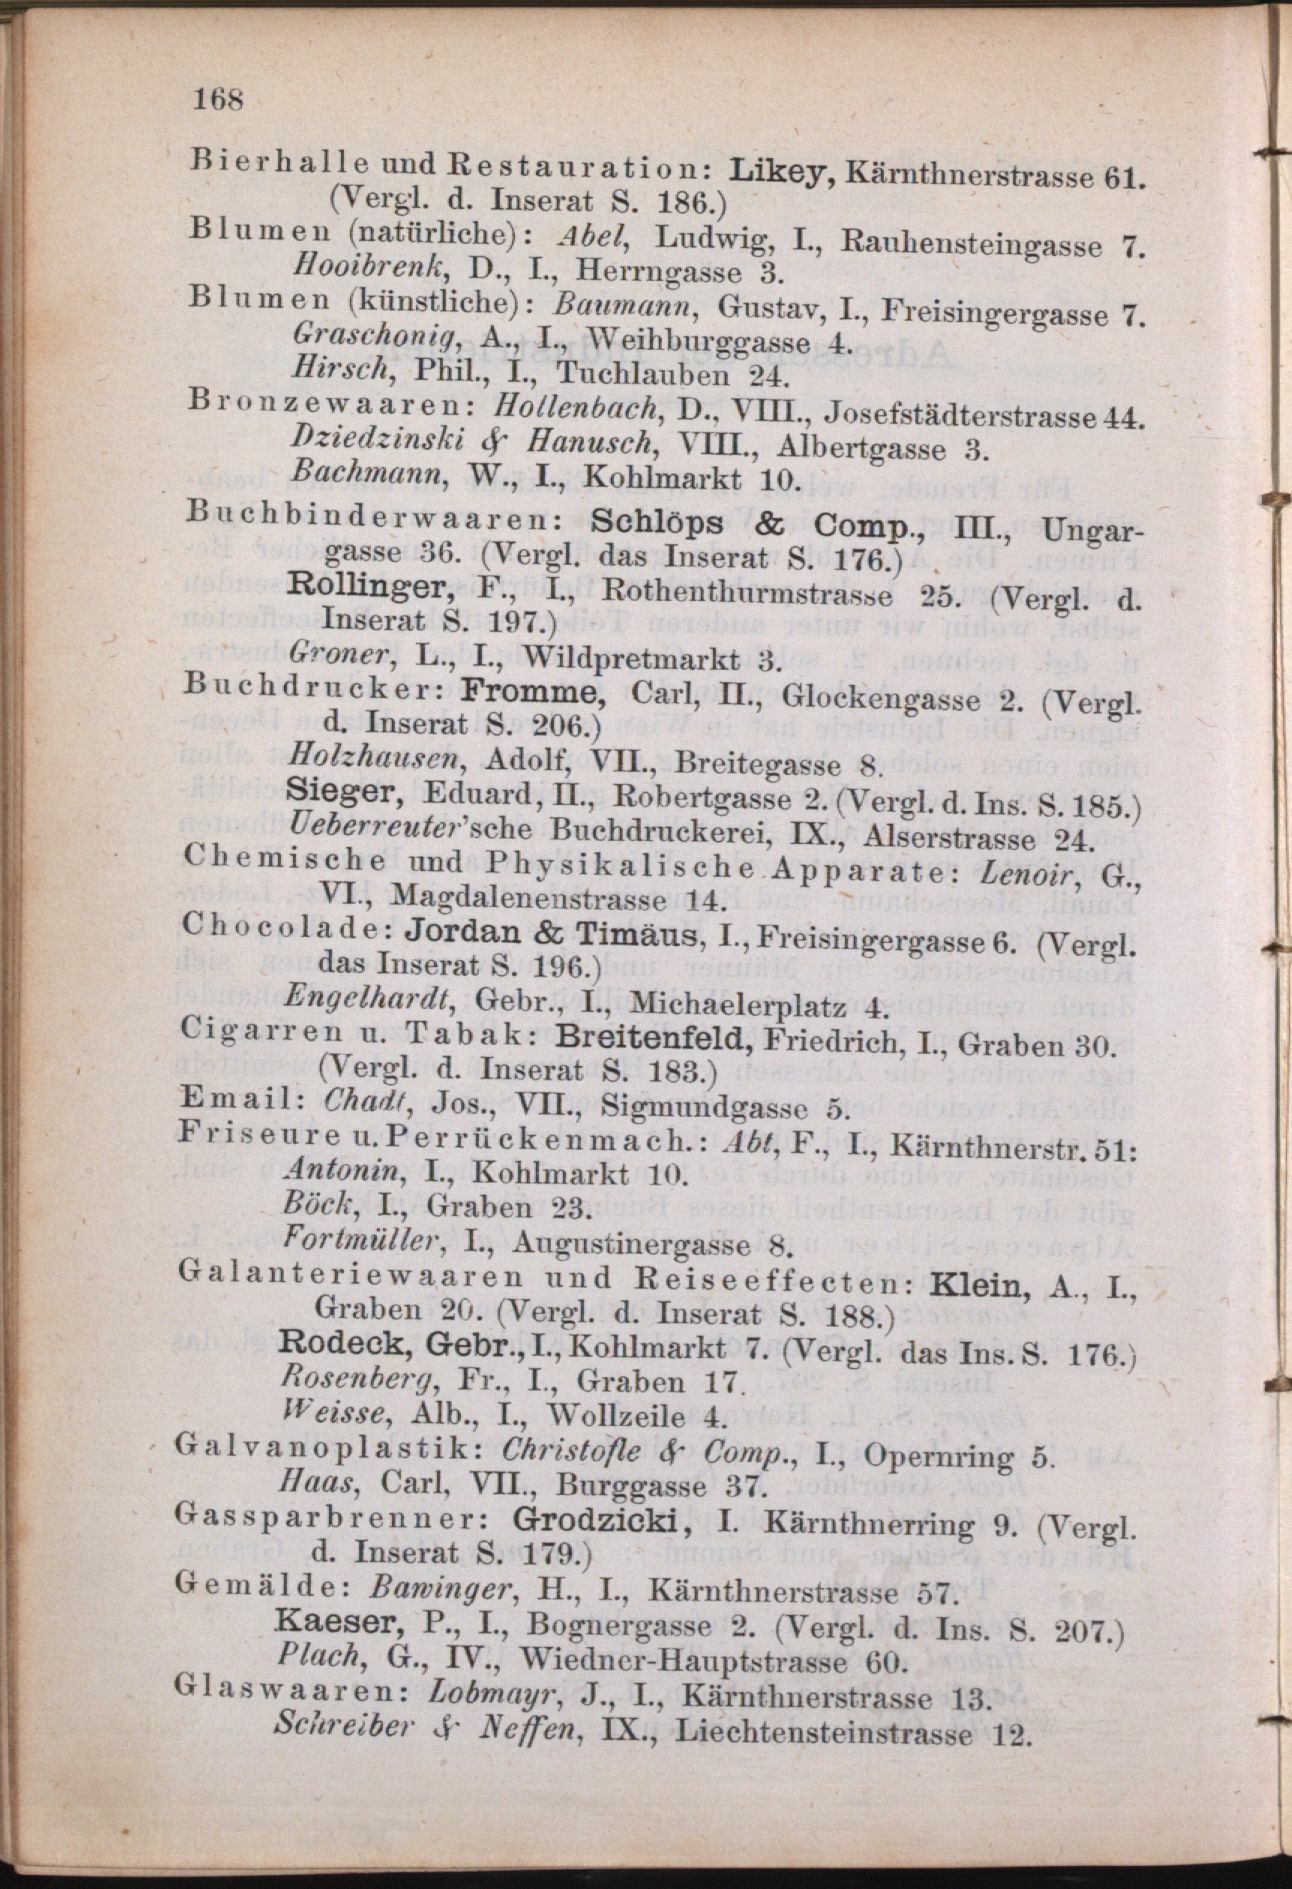 168
Bierhalle und Restauration: Likey, Kärnthnerstrasse 61.
(Vergl. d. Inserat S. 186.)
Blumen (natürliche): Abel, Ludwig, I., Rauhensteingasse 7.
Hooibrenk, D., I., Herrngasse 3.
Blumen (künstliche): Baumann, Gustav, I., Freisingergasse 7.
Graschonig, A., I., Weihburggasse 4.
Hirsch, Phil., I., Tuchlauben 24.
Bronzewaaren: Hollenbach, D., VIII., Josefstädterstrasse 44.
Dziedzinski & Hanusch, VIII., Albertgasse 3.
Bachmann, W., I., Kohlmarkt 10.
Buchbinderwaaren: Schlöps & Comp., III., Ungar-
gasse 36. (Vergl. das Inserat S. 176.)
Rollinger, F., I., Rothenthurmstrasse 25. (Vergl. d.
Inserat S. 197.)
Groner, L., I., Wildpretmarkt 3.
Buchdrucker: Fromme, Carl, II., Glockengasse 2. (Vergl.
d. Inserat S. 206.)
Holzhausen, Adolf, VII., Breitegasse 8.
Sieger, Eduard, II., Robertgasse 2. (Vergl. d. Ins. S. 185.)
Ueberreuter'sche Buchdruckerei, IX., Alserstrasse 24.
Chemische und Physikalische Apparate: Lenoir, G.,
VI., Magdalenenstrasse 14.
Chocolade: Jordan & Timäus, I., Freisingergasse 6. (Vergl.
das Inserat S. 196.)
Engelhardt, Gebr., I., Michaelerplatz 4.
Cigarren u. Tabak: Breitenfeld, Friedrich, I., Graben 30.
(Vergl. d. Inserat S. 183.)
Email: Chadt, Jos., VII., Sigmundgasse 5.
Friseure u. Perrückenmach.: Abt, F., I., Kärnthnerstr. 51:
Antonin, I., Kohlmarkt 10.
Böck, I., Graben 23.
Fortmüller, I., Augustinergasse 8.
Galanteriewaaren und Reiseeffecten: Klein, A., I.,
Graben 20. (Vergl. d. Inserat S. 188.)
Rodeck, Gebr., I., Kohlmarkt 7. (Vergl. das Ins. S. 176.)
Rosenberg, Fr., I., Graben 17.
Weisse, Alb., I., Wollzeile 4.
Galvanoplastik: Christofle & Comp., I., Opernring 5.
Haas, Carl, VII., Burggasse 37.
Gassparbrenner: Grodzicki, I. Kärnthnerring 9. (Vergl.
d. Inserat S. 179.)
Gemälde: Bawinger, H., I., Kärnthnerstrasse 57.
Kaeser, P., I., Bognergasse 2. (Vergl. d. Ins. S. 207.)
Plach, G., IV., Wiedner-Hauptstrasse 60.
Glaswaaren: Lobmayr, J., I., Kärnthnerstrasse 13.
Schreiber & Neffen, IX., Liechtensteinstrasse 12.